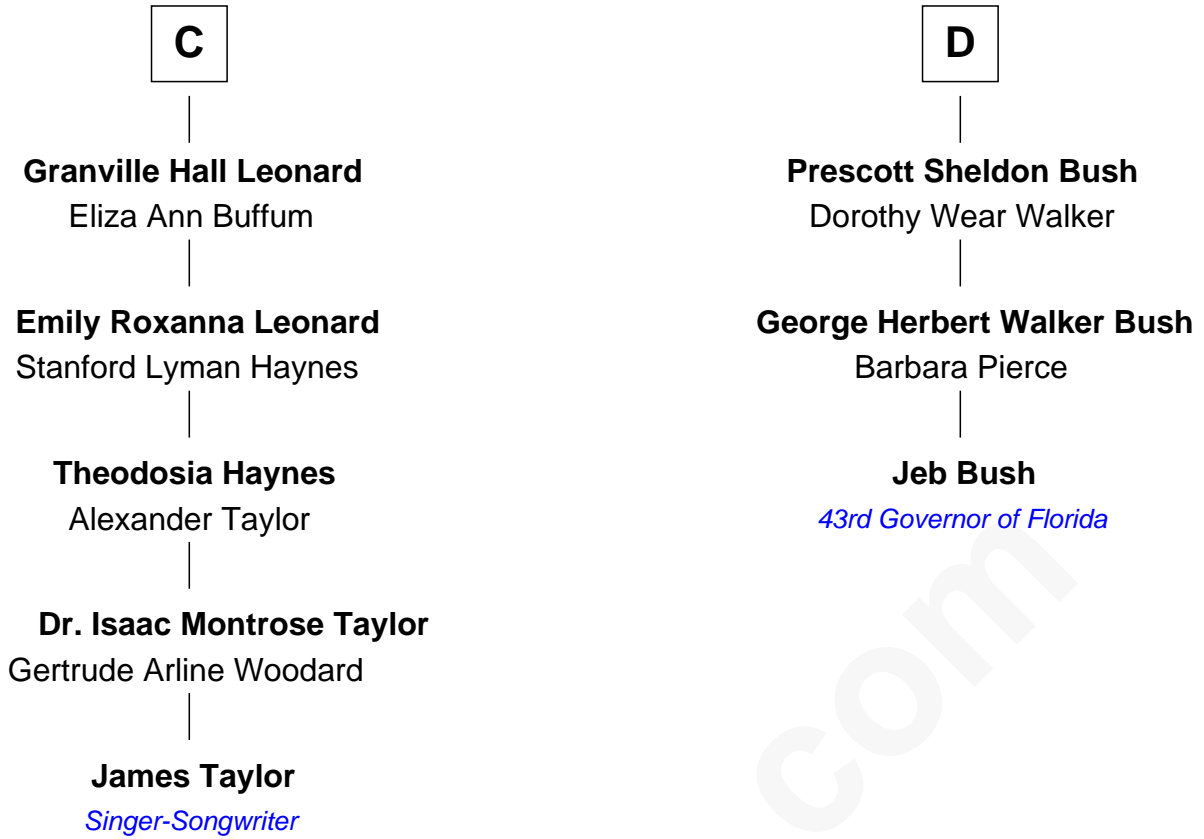 C
Granville Hall Leonard
Eliza Ann Buffum
Emily Roxanna Leonard
Stanford Lyman Haynes
Theodosia Haynes
Alexander Taylor
Dr. Isaac Montrose Taylor
Gertrude Arline Woodard
James Taylor
Singer-Songwriter
D
Prescott Sheldon Bush
Dorothy Wear Walker
George Herbert Walker Bush
Barbara Pierce
Jeb Bush
43rd Governor of Florida
com